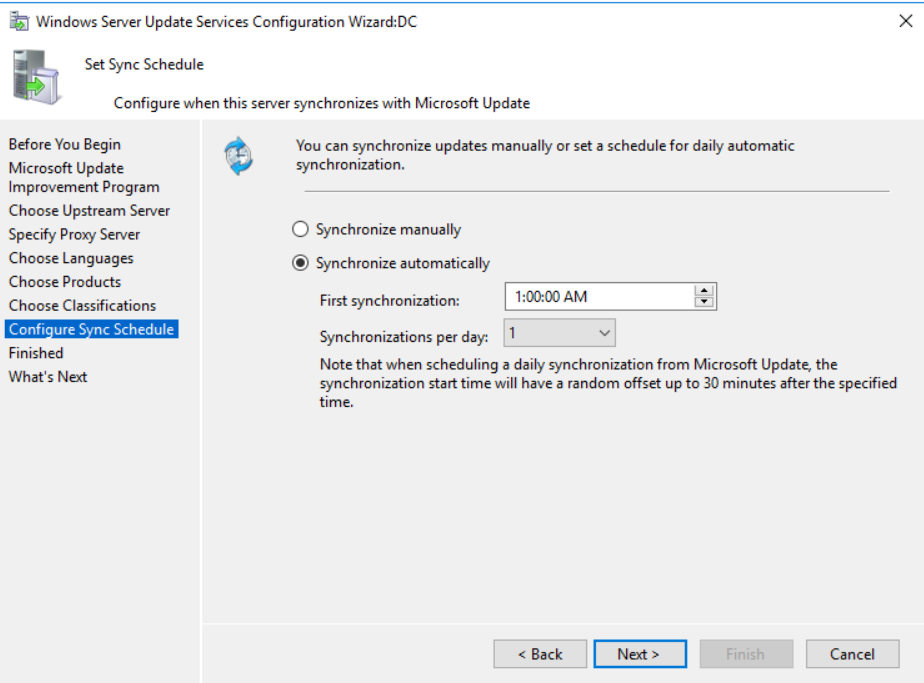 Windows Server Update Services Configuration Wizard:DC
Set Sync Schedule
Configure when this server synchronizes with Microsoft Update
Before You Begin
Microsoft Update
Improvement Program
Choose Upstream Server
Specify Proxy Server
Choose Languages
Choose Products
Choose Classifications
Configure Sync Schedule
Finished
What's Next
You can synchronize updates manually or set a schedule for daily automatic
synchronization.
Synchronize manually
Synchronize automatically
First synchronization: 1:00:00 AM
Synchronizations per day: 1
Note that when scheduling a daily synchronization from Microsoft Update, the
synchronization start time will have a random offset up to 30 minutes after the specified
time.
< Back Next > Finish Cancel